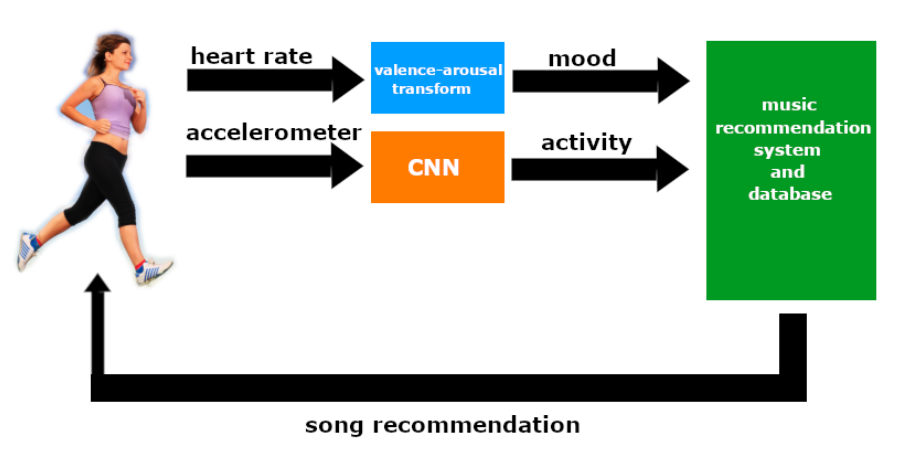 heart rate
valence-arousal
transform
mood
accelerometer
CNN
activity
music
recommendation
system
and
database
song recommendation